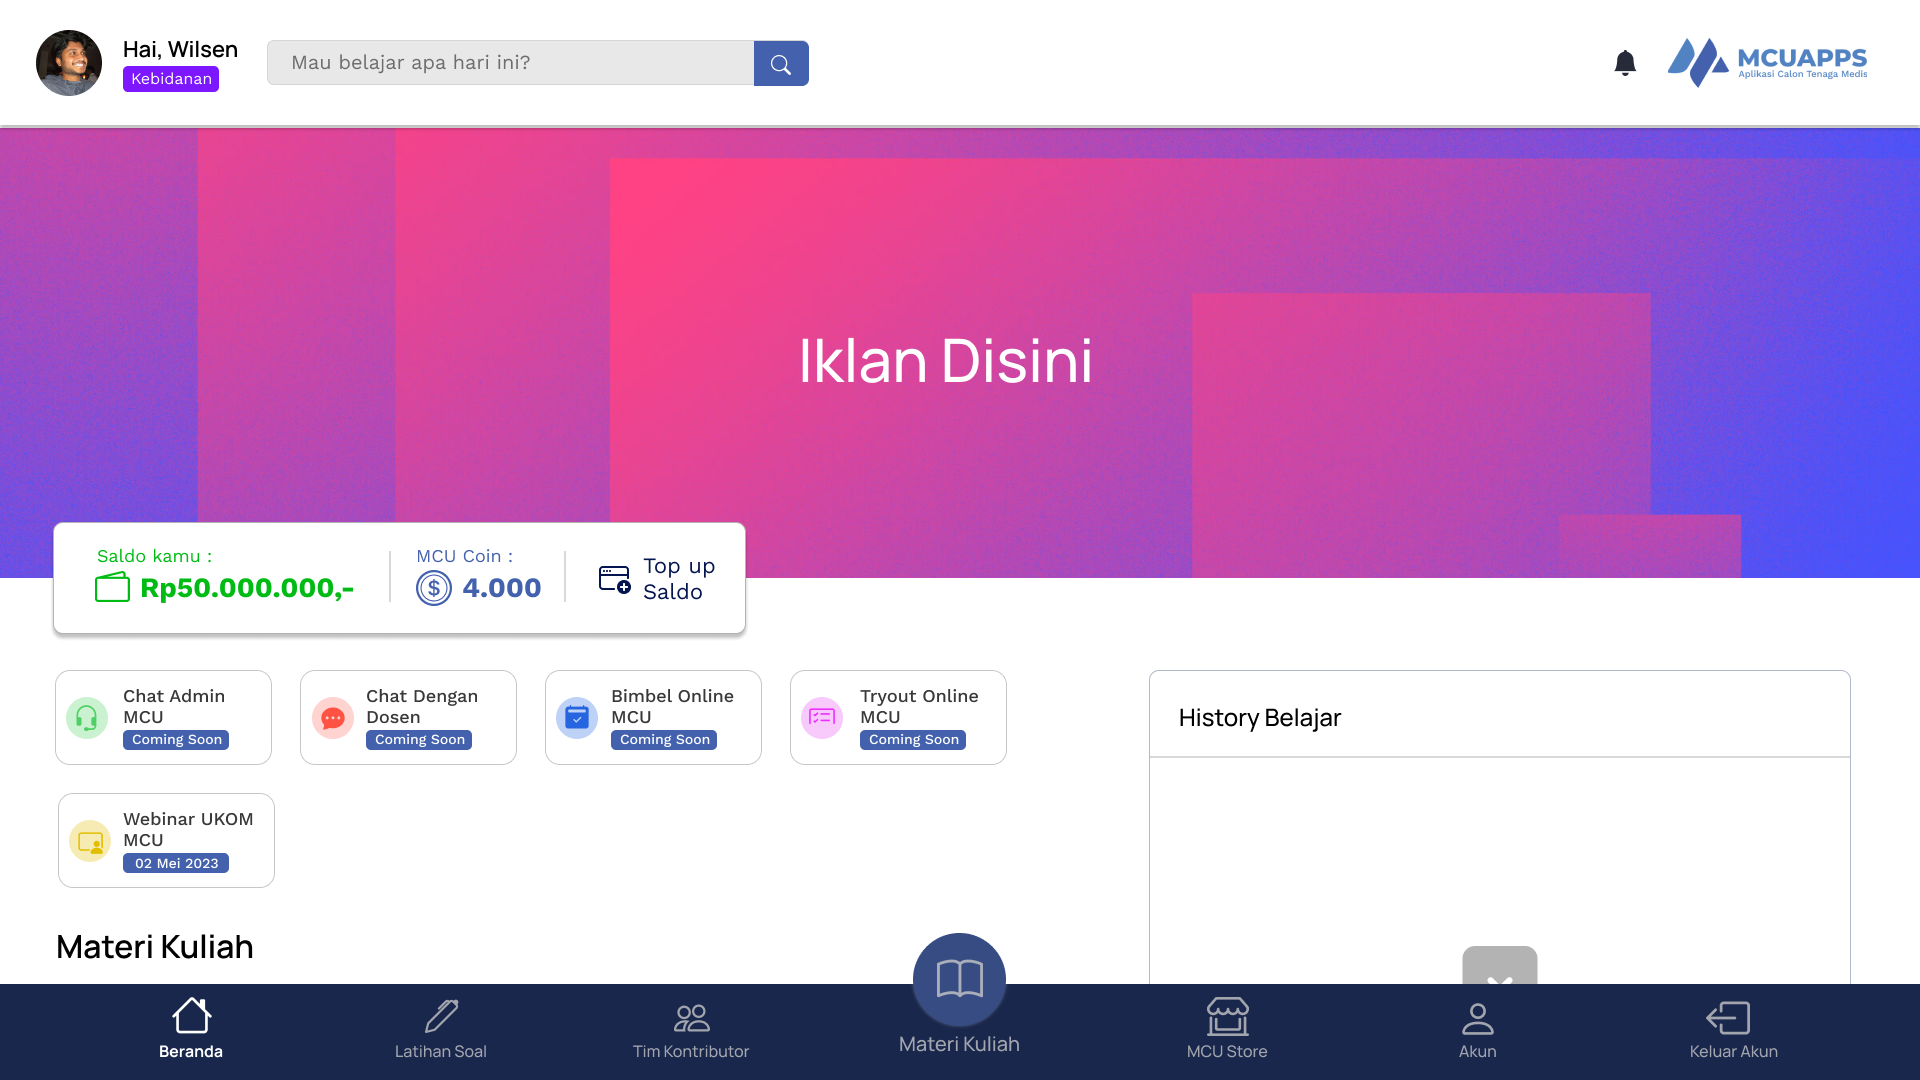 Hai, Wilsen
Kebidanan
Mau belajar apa hari ini?
MCUAPPS
Aplikasi Calon Tenaga Medis
Iklan Disini
Saldo kamu :
Rp50.000.000,-
MCU Coin :
$ 4.000
Top up
Saldo
Chat Admin
MCU
Coming Soon
Chat Dengan
Dosen
Coming Soon
Bimbel Online
MCU
Coming Soon
Tryout Online
MCU
Coming Soon
Webinar UKOM
MCU
02 Mei 2023
History Belajar
Materi Kuliah
Beranda
Latihan Soal
Tim Kontributor
Materi Kuliah
MCU Store
Akun
Keluar Akun